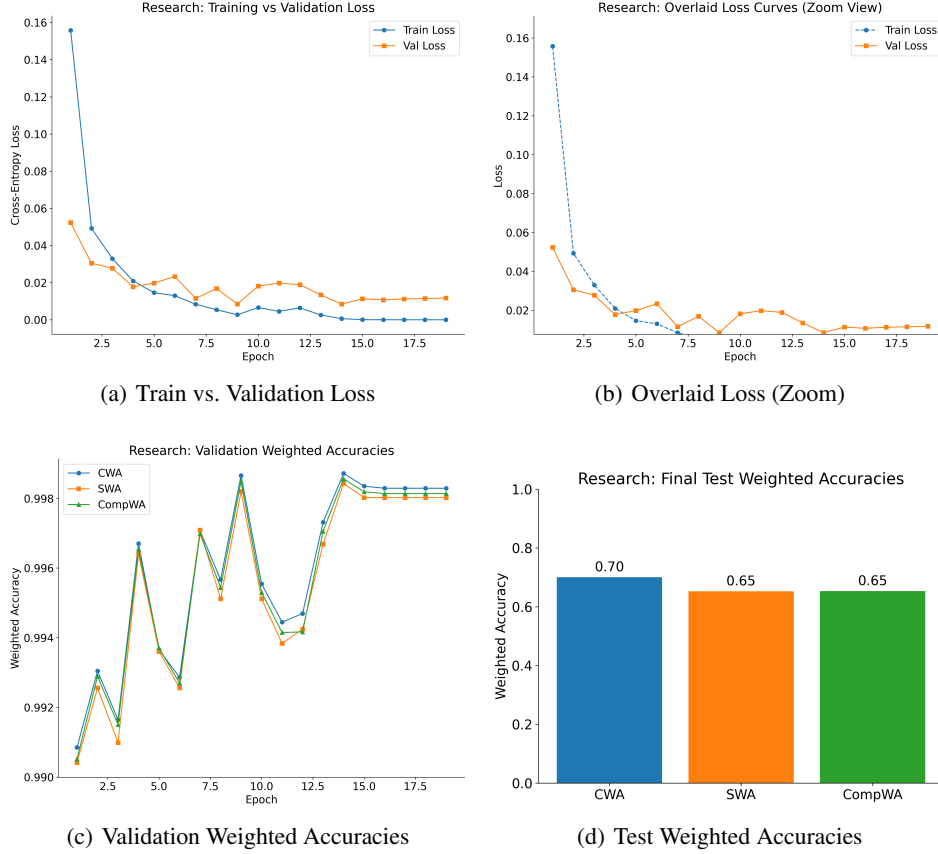 Research: Training vs Validation Loss
0.16
0.14
0.12
0.10
0.08
0.06
0.04
0.02
0.00
Cross-Entropy Loss
Train Loss
Val Loss
2.5 5.0 7.5 10.0 12.5 15.0 17.5
Epoch
(a) Train vs. Validation Loss
Research: Overlaid Loss Curves (Zoom View)
0.16
0.14
0.12
0.10
0.08
0.06
0.04
0.02
Loss
Train Loss
Val Loss
2.5 5.0 7.5 10.0 12.5 15.0 17.5
Epoch
(b) Overlaid Loss (Zoom)
Research: Validation Weighted Accuracies
CWA
SWA
CompWA
0.998
0.996
0.994
0.992
0.990
Weighted Accuracy
2.5 5.0 7.5 10.0 12.5 15.0 17.5
Epoch
(c) Validation Weighted Accuracies
Research: Final Test Weighted Accuracies
1.0
0.8
0.6
0.4
0.2
0.0
Weighted Accuracy
0.70 0.65 0.65
CWA SWA CompWA
(d) Test Weighted Accuracies